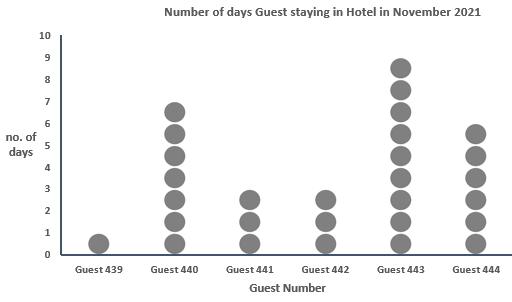 Number of days Guest staying in Hotel in November 2021
10
9
8
7
6
5
4
3
2
1
0
no. of
days
Guest 439 Guest 440 Guest 441 Guest 442 Guest 443 Guest 444
Guest Number